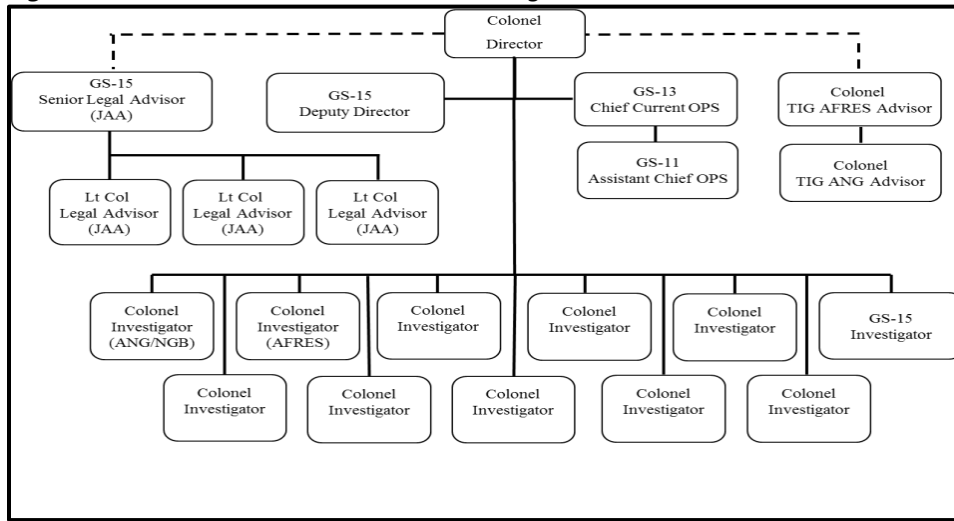 Colonel
Director
GS-15
Senior Legal Advisor
(JAA)
GS-15
Deputy Director
GS-13
Chief Current OPS
Colonel
TIG AFRES Advisor
GS-11
Assistant Chief OPS
Colonel
TIG ANG Advisor
Lt Col
Legal Advisor
(JAA)
Lt Col
Legal Advisor
(JAA)
Lt Col
Legal Advisor
(JAA)
Colonel
Investigator
(ANG/NGB)
Colonel
Investigator
(AFRES)
Colonel
Investigator
Colonel
Investigator
Colonel
Investigator
GS-15
Investigator
Colonel
Investigator
Colonel
Investigator
Colonel
Investigator
Colonel
Investigator
Colonel
Investigator